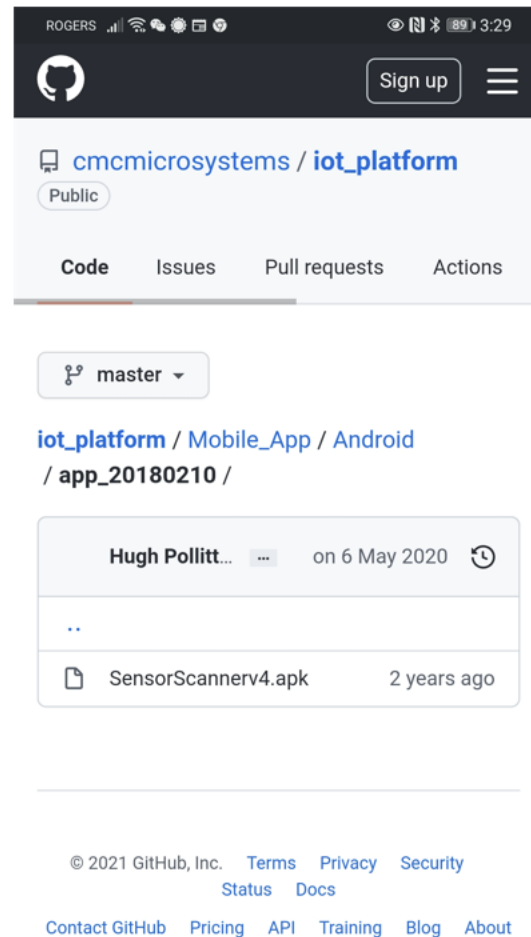 ROGERS 89 3:29
Sign up
cmcmicrosystems / iot_platform
Public
Code Issues Pull requests Actions
master
iot_platform / Mobile_App / Android
/ app_20180210 /
Hugh Pollitt... ... on 6 May 2020
..
SensorScannerv4.apk 2 years ago
© 2021 GitHub, Inc. Terms Privacy Security
Status Docs
Contact GitHub Pricing API Training Blog About